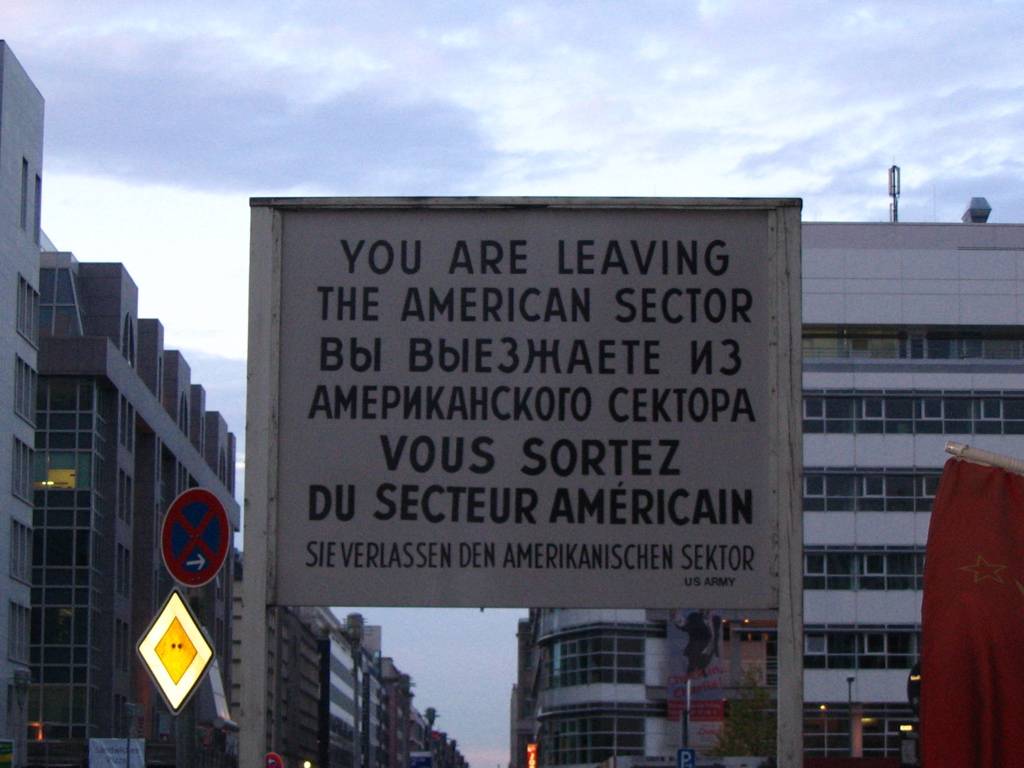 YOU ARE LEAVING
THE AMERICAN SECTOR
ВЫ ВЫЕЗЖАЕТЕ ИЗ
АМЕРИКАНСКОГО СЕКТОРА
VOUS SORTEZ
DU SECTEUR AMÉRICAIN
SIE VERLASSEN DEN AMERIKANISCHEN SEKTOR
US ARMY
P